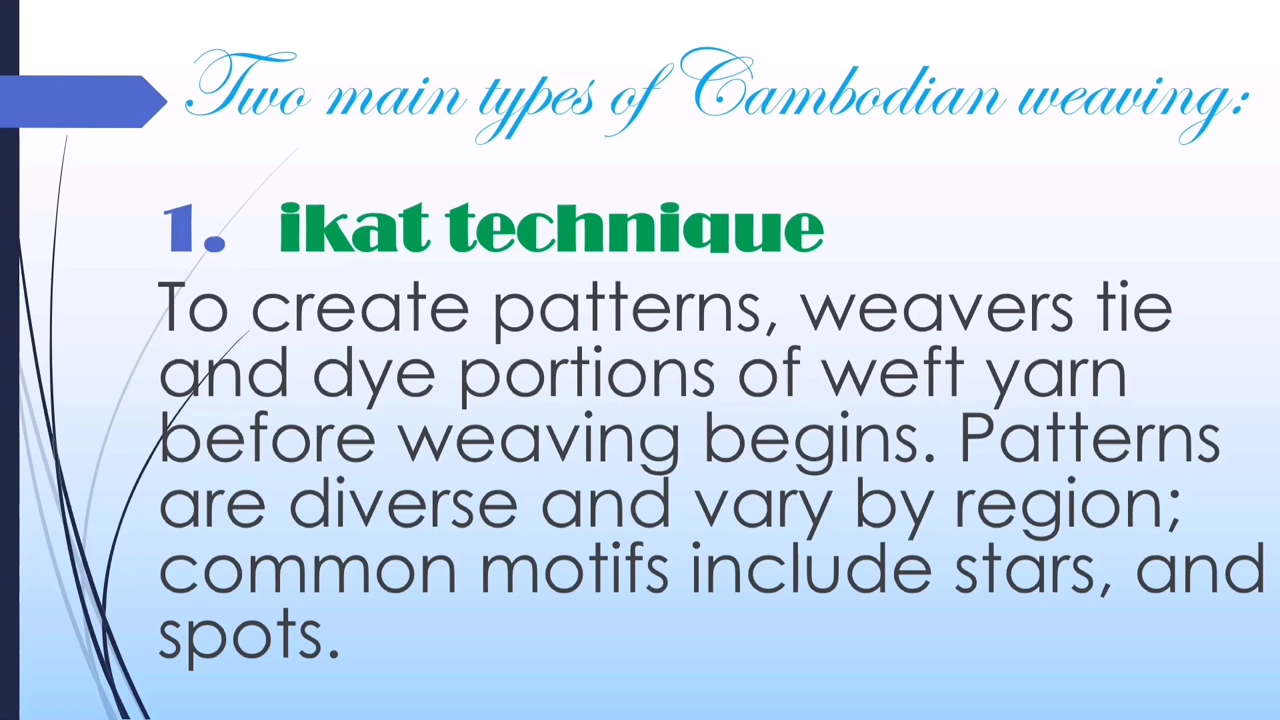 Two main types of Cambodian weaving:
1. ikat technique
To create patterns, weavers tie
and dye portions of weft yarn
before weaving begins. Patterns
are diverse and vary by region;
common motifs include stars, and
spots.